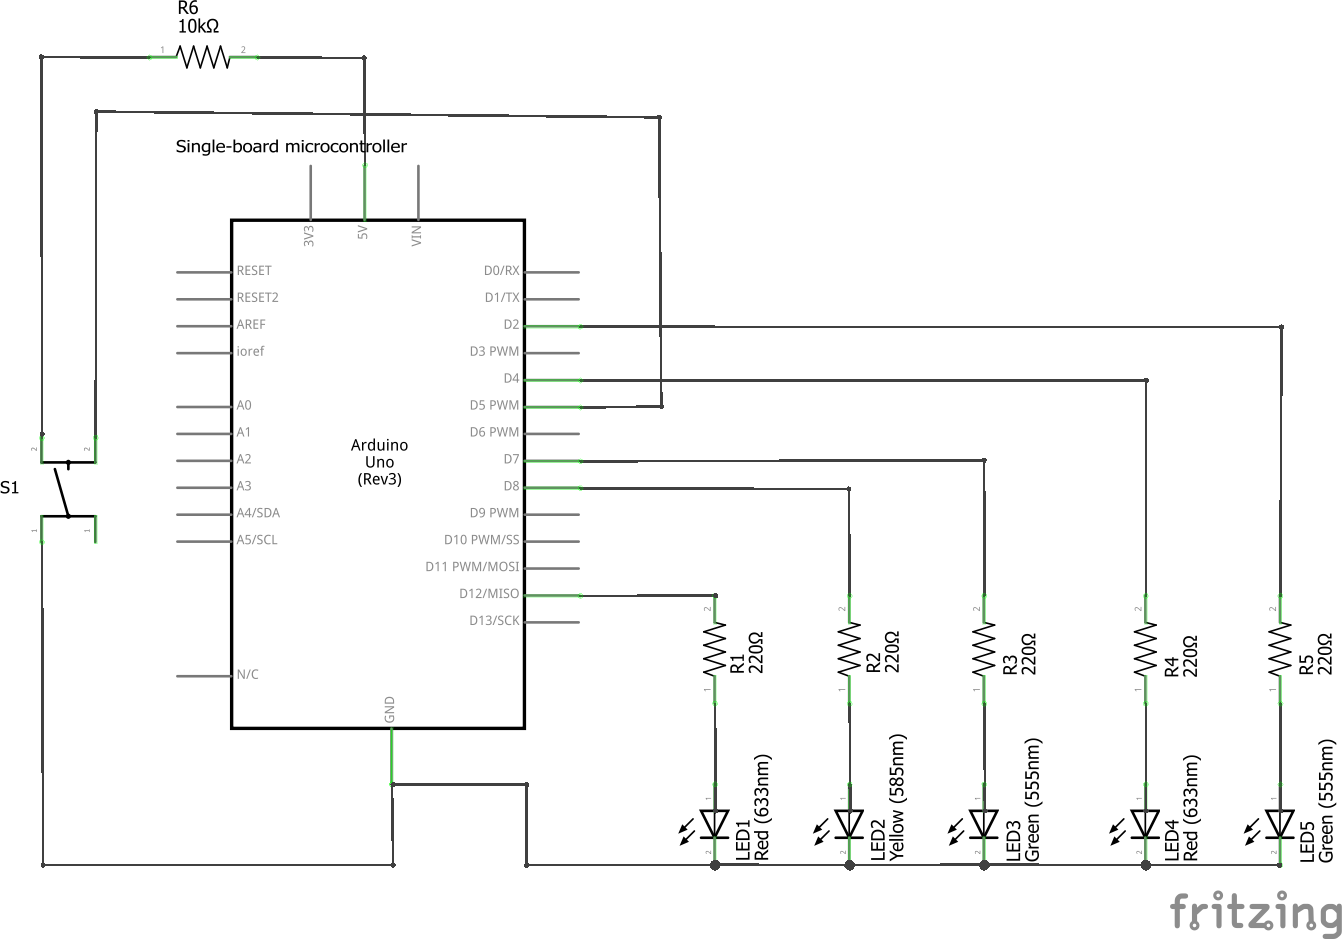 R6
10kΩ
1
2
Single-board microcontroller
3V3
5V
VIN
RESET
RESET2
AREF
ioref
A0
A1
A2
A3
A4/SDA
A5/SCL
N/C
D0/RX
D1/TX
D2
D3 PWM
D4
D5 PWM
D6 PWM
D7
D8
D9 PWM
D10 PWM/SS
D11 PWM/MOSI
D12/MISO
D13/SCK
GND
Arduino
Uno
(Rev3)
S1
2
2
1
1
2
R1
220Ω
1
2
R2
220Ω
1
2
R3
220Ω
1
2
R4
220Ω
1
2
R5
220Ω
1
1
LED1
Red (633nm)
2
1
LED2
Yellow (585nm)
2
1
LED3
Green (555nm)
2
1
LED4
Red (633nm)
2
1
LED5
Green (555nm)
2
fritzing